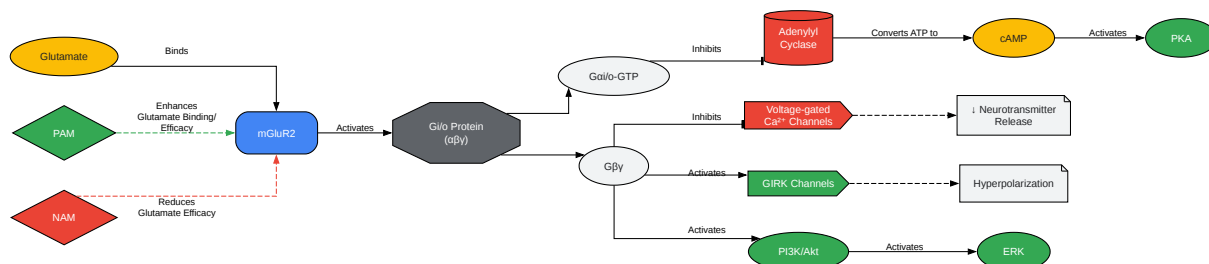 Glutamate
Binds
PAM
Enhances
Glutamate Binding/
Efficacy
NAM
Reduces
Glutamate Efficacy
mGluR2
Activates
Gi/o Protein
(αβγ)
Gαi/o-GTP
Inhibits
Adenylyl
Cyclase
Converts ATP to
cAMP
Activates
PKA
Gβγ
Inhibits
Voltage-gated
Ca²⁺ Channels
↓ Neurotransmitter
Release
Activates
GIRK Channels
Hyperpolarization
Activates
PI3K/Akt
Activates
ERK